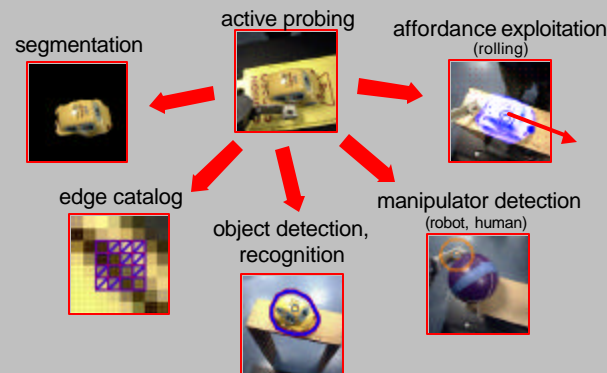 active probing
segmentation
affordance exploitation
(rolling)
edge catalog
object detection,
recognition
manipulator detection
(robot, human)